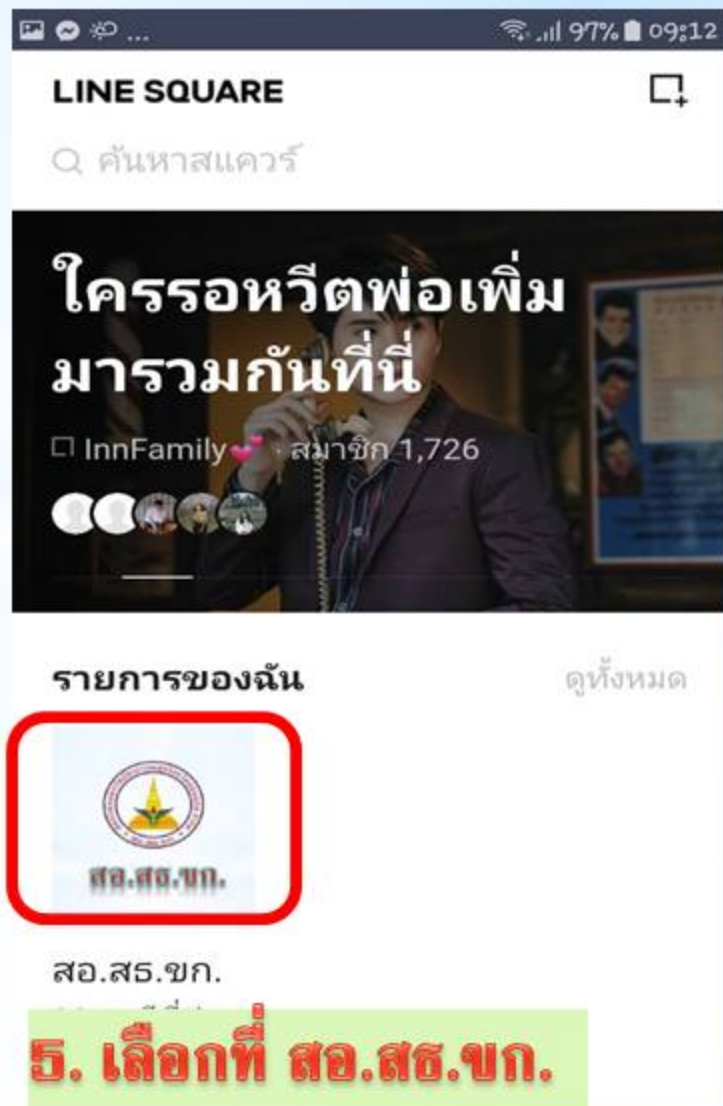 ... 97% 09:12
LINE SQUARE
ค้นหาสแควร์
ใครรอหวีตพ่อเพิ่ม
มารวมกันที่นี่
InnFamily💕 · สมาชิก 1,726
รายการของฉัน ดูทั้งหมด
สอ.สธ.ขก.
สอ.สธ.ขก.
5. เลือกที่ สอ.สธ.ขก.